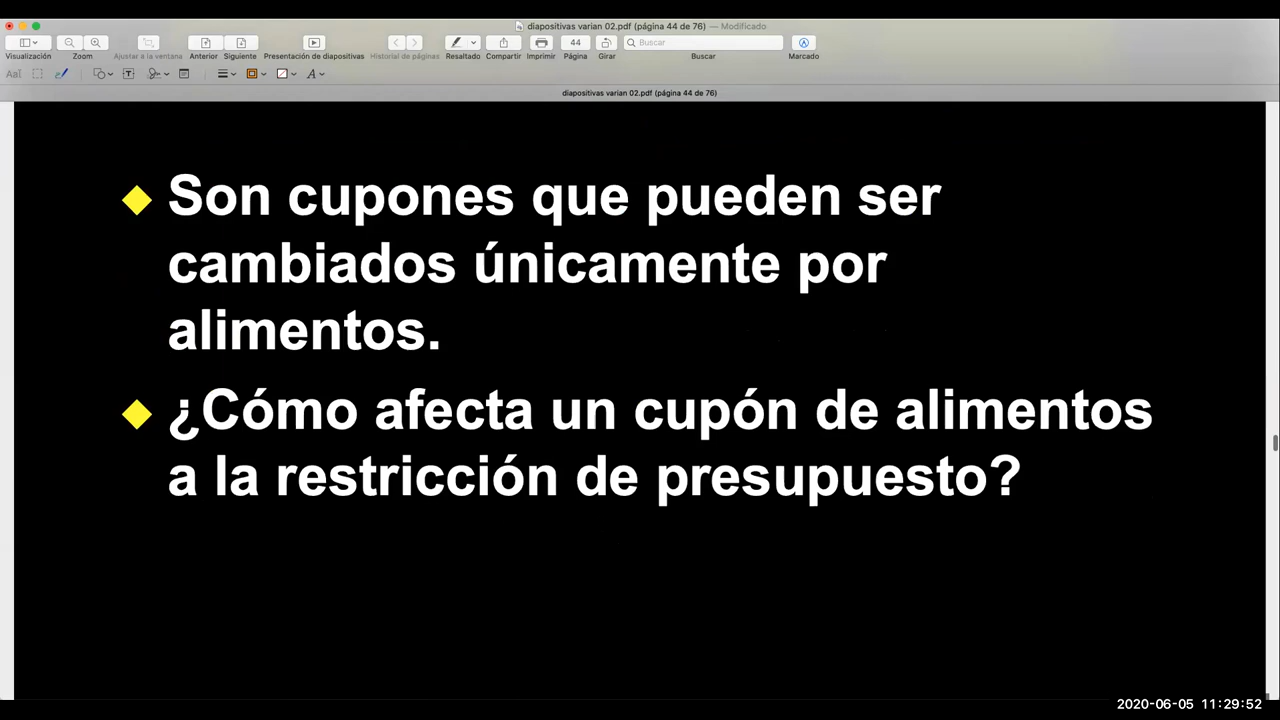 diapositivas varian 02.pdf (página 44 de 76) — Modificado
44
Buscar
Visualización Zoom Ajustar a la ventana Anterior Siguiente Presentación de diapositivas Historial de páginas Resaltado Compartir Imprimir Página Girar Buscar Marcado
diapositivas varian 02.pdf (página 44 de 76)
Son cupones que pueden ser
cambiados únicamente por
alimentos.
¿Cómo afecta un cupón de alimentos
a la restricción de presupuesto?
2020-06-05 11:29:52